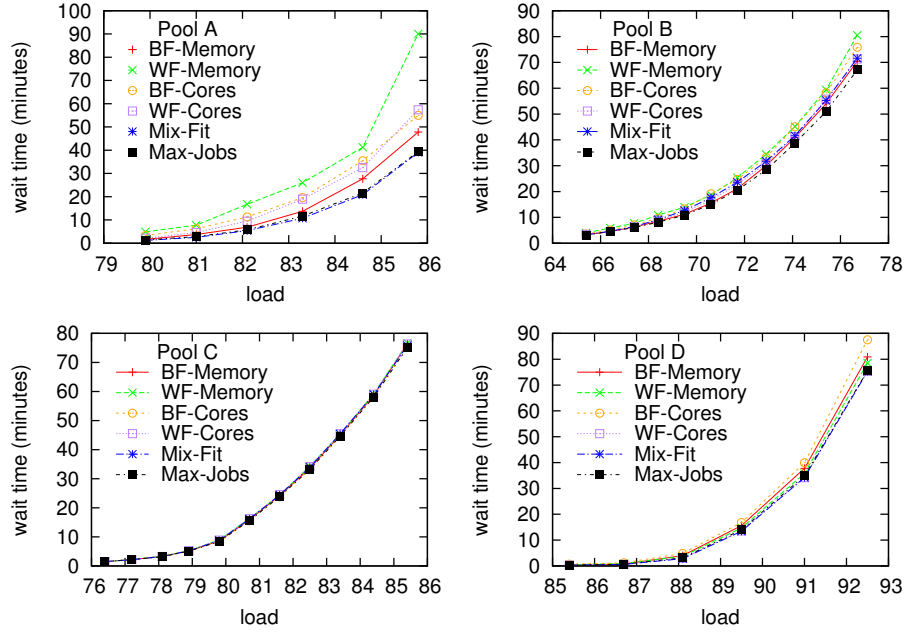 Pool A
BF-Memory
WF-Memory
BF-Cores
WF-Cores
Mix-Fit
Max-Jobs
wait time (minutes)
100
90
80
70
60
50
40
30
20
10
0
79 80 81 82 83 84 85 86
load
Pool B
BF-Memory
WF-Memory
BF-Cores
WF-Cores
Mix-Fit
Max-Jobs
wait time (minutes)
90
80
70
60
50
40
30
20
10
0
64 66 68 70 72 74 76 78
load
Pool C
BF-Memory
WF-Memory
BF-Cores
WF-Cores
Mix-Fit
Max-Jobs
wait time (minutes)
80
70
60
50
40
30
20
10
0
76 77 78 79 80 81 82 83 84 85 86
load
Pool D
BF-Memory
WF-Memory
BF-Cores
WF-Cores
Mix-Fit
Max-Jobs
wait time (minutes)
90
80
70
60
50
40
30
20
10
0
85 86 87 88 89 90 91 92 93
load